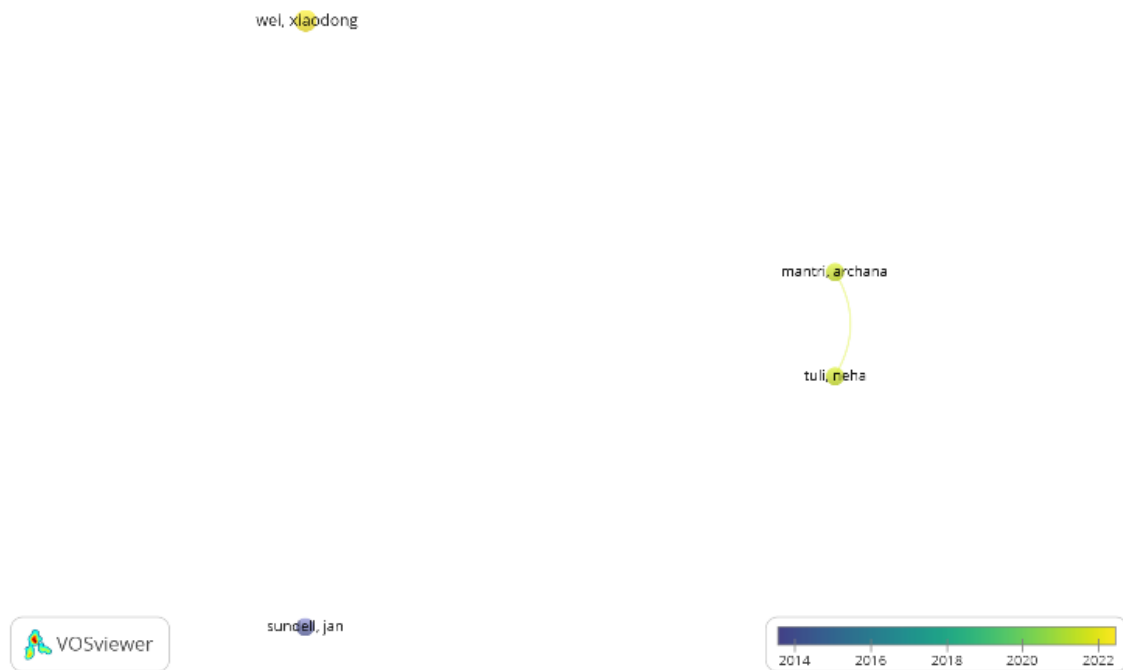 wei, xiaodong
mantri, archana
tuli, neha
sundell, jan
VOSviewer
2014 2016 2018 2020 2022